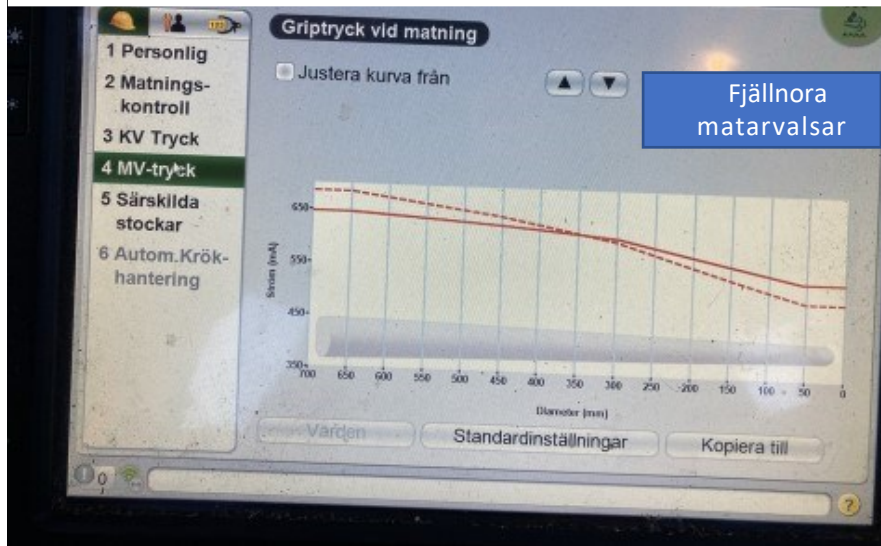 Griptryck vid matning
Justera kurva från
▲ ▼
Fjällnora
matarvalsar
1 Personlig
2 Matnings-
kontroll
3 KV Tryck
4 MV-tryck
5 Särskilda
stockar
6 Autom.Krök-
hantering
Ström (mA)
650
550
450
350
700 650 600 550 500 450 400 350 300 250 200 150 100 50 0
Diameter (mm)
Värden
Standardinställningar
Kopiera till
0
?